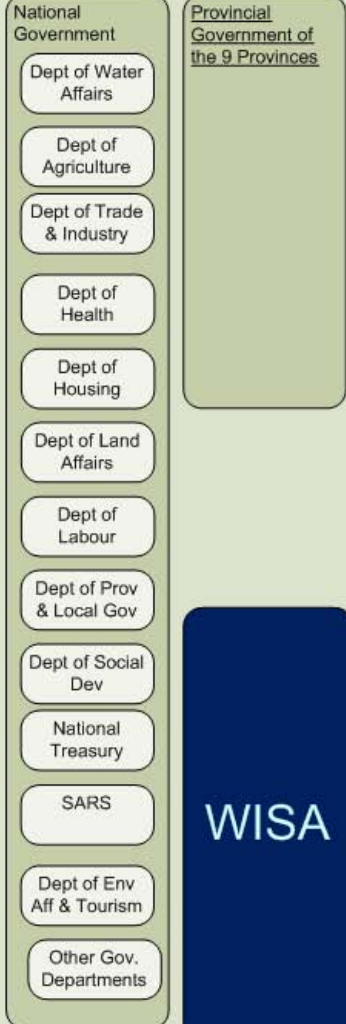 National
Government
Dept of Water
Affairs
Dept of
Agriculture
Dept of Trade
& Industry
Dept of
Health
Dept of
Housing
Dept of Land
Affairs
Dept of
Labour
Dept of Prov
& Local Gov
Dept of Social
Dev
National
Treasury
SARS
Dept of Env
Aff & Tourism
Other Gov.
Departments
Provincial
Government of
the 9 Provinces
WISA